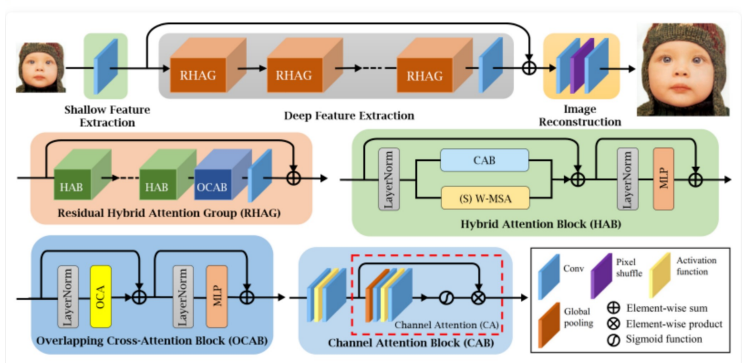 RHAG
RHAG
RHAG
Shallow Feature
Extraction
Deep Feature Extraction
Image
Reconstruction
HAB
HAB
OCAB
Residual Hybrid Attention Group (RHAG)
LayerNorm
CAB
(S) W-MSA
LayerNorm
MLP
Hybrid Attention Block (HAB)
LayerNorm
OCA
LayerNorm
MLP
Overlapping Cross-Attention Block (OCAB)
Channel Attention (CA)
Channel Attention Block (CAB)
Conv
Pixel
shuffle
Activation
function
Global
pooling
Element-wise sum
Element-wise product
Sigmoid function